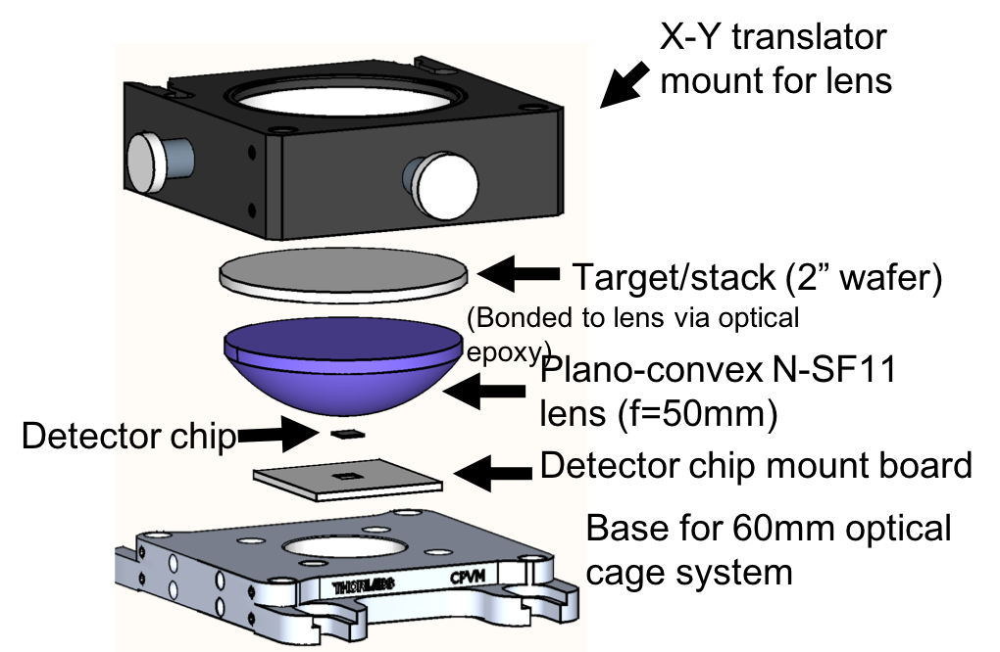 X-Y translator
mount for lens
Target/stack (2” wafer)
(Bonded to lens via optical
epoxy)
Plano-convex N-SF11
lens (f=50mm)
Detector chip
Detector chip mount board
Base for 60mm optical
cage system
THORLABS CPVM